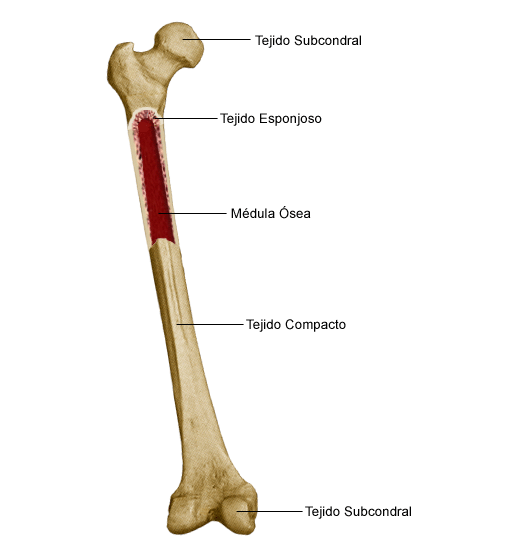 Tejido Subcondral
Tejido Esponjoso
Médula Ósea
Tejido Compacto
Tejido Subcondral